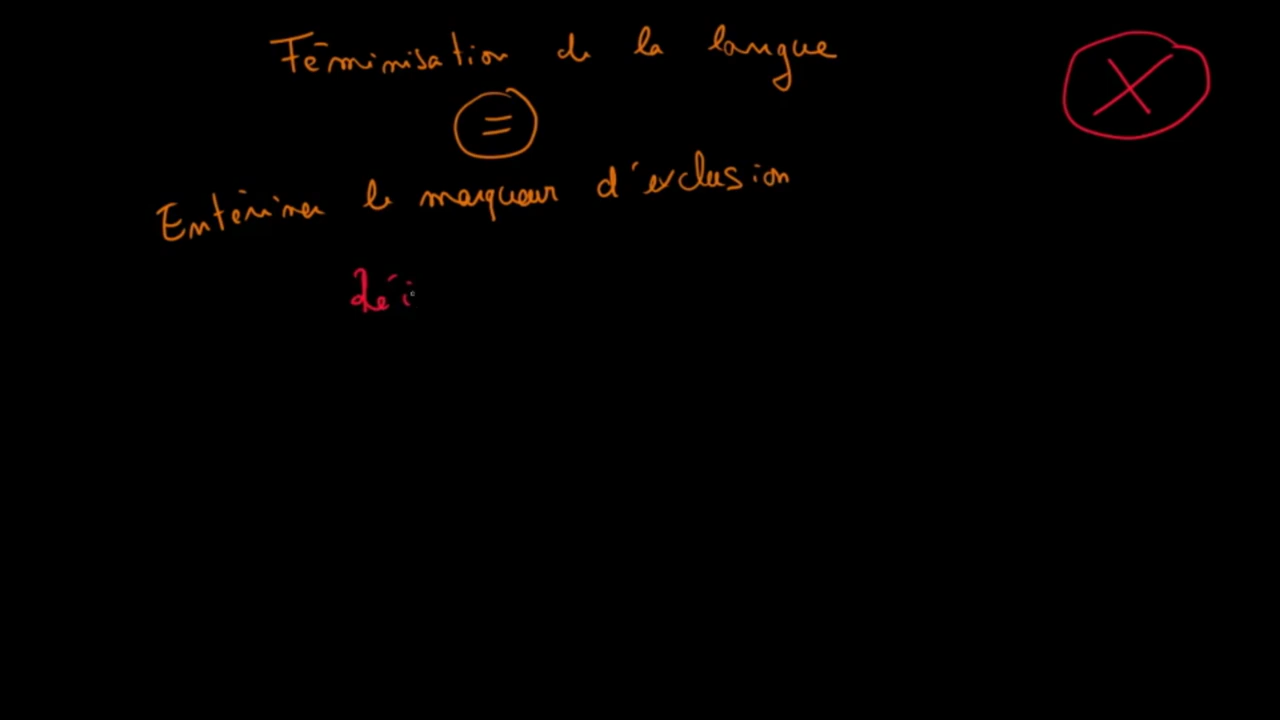 Féminisation de la langue
=
Entériner le marqueur d'exclusion